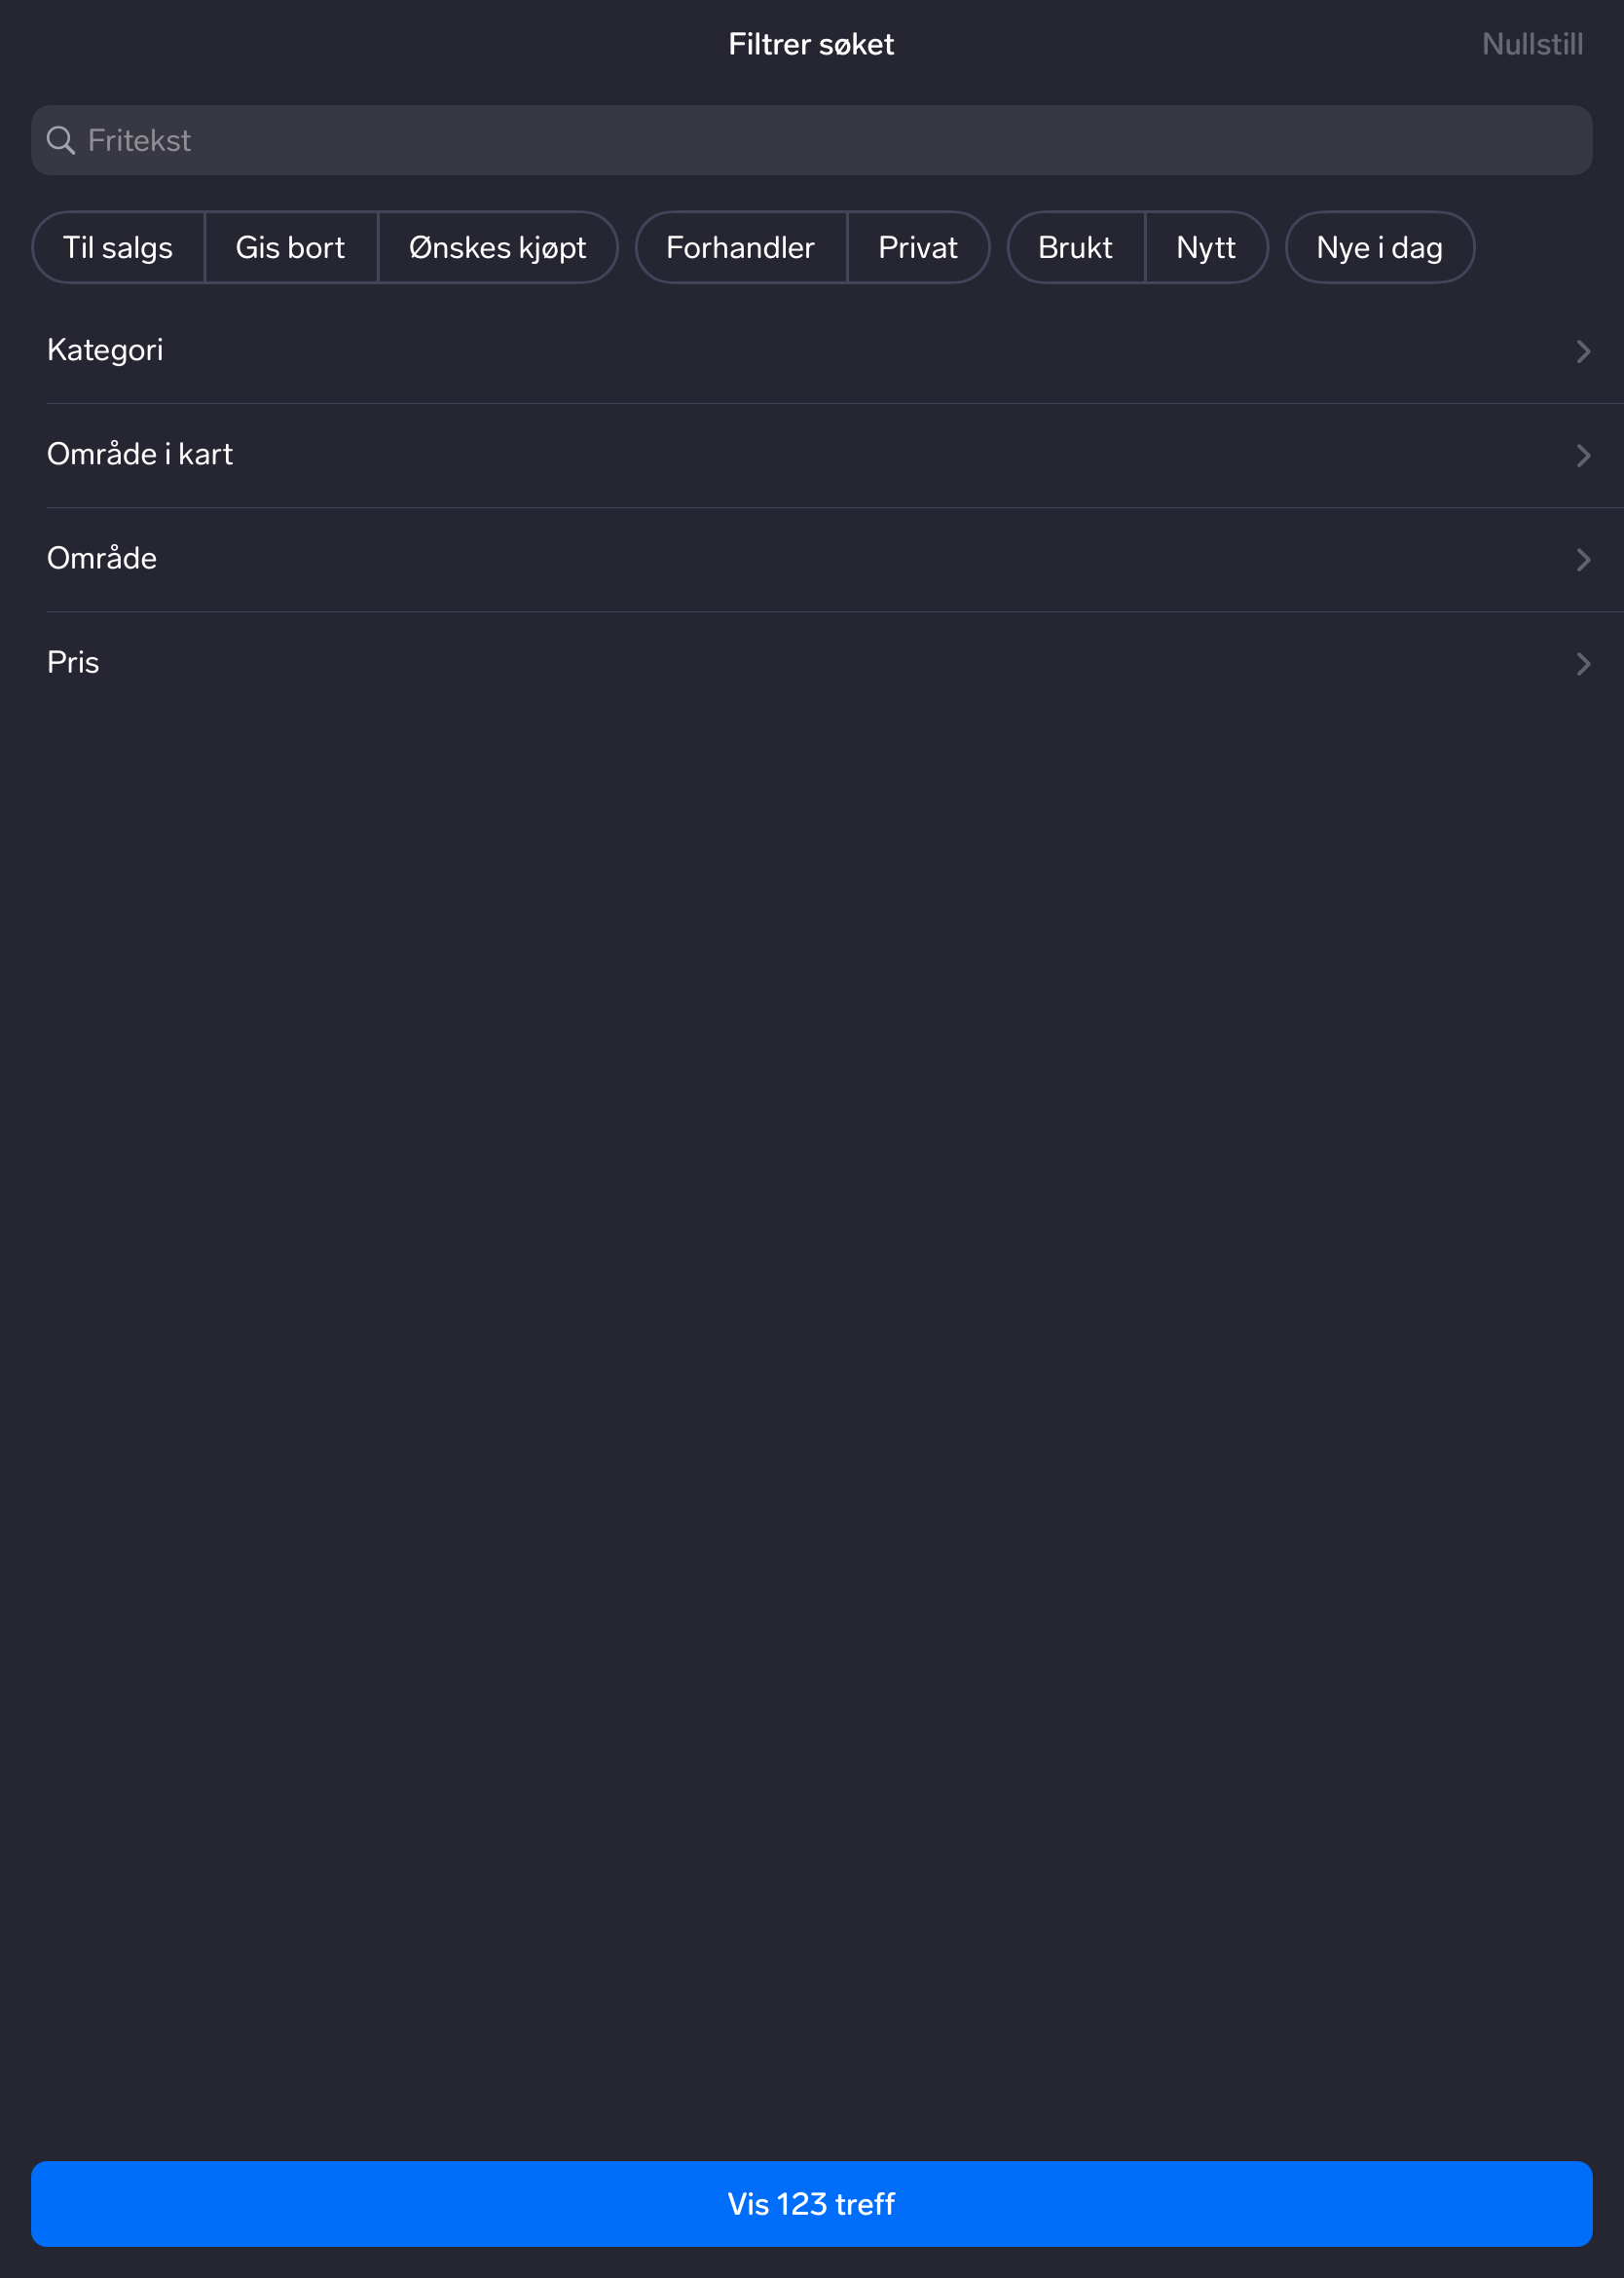 Filtrer søket
Nullstill
Fritekst
Til salgs Gis bort Ønskes kjøpt Forhandler Privat Brukt Nytt Nye i dag
Kategori
Område i kart
Område
Pris
Vis 123 treff